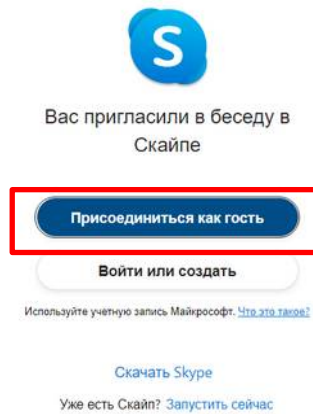 S
Вас пригласили в беседу в
Скайпе
Присоединиться как гость
Войти или создать
Используйте учетную запись Майкрософт. Что это такое?
Скачать Skype
Уже есть Скайп? Запустить сейчас